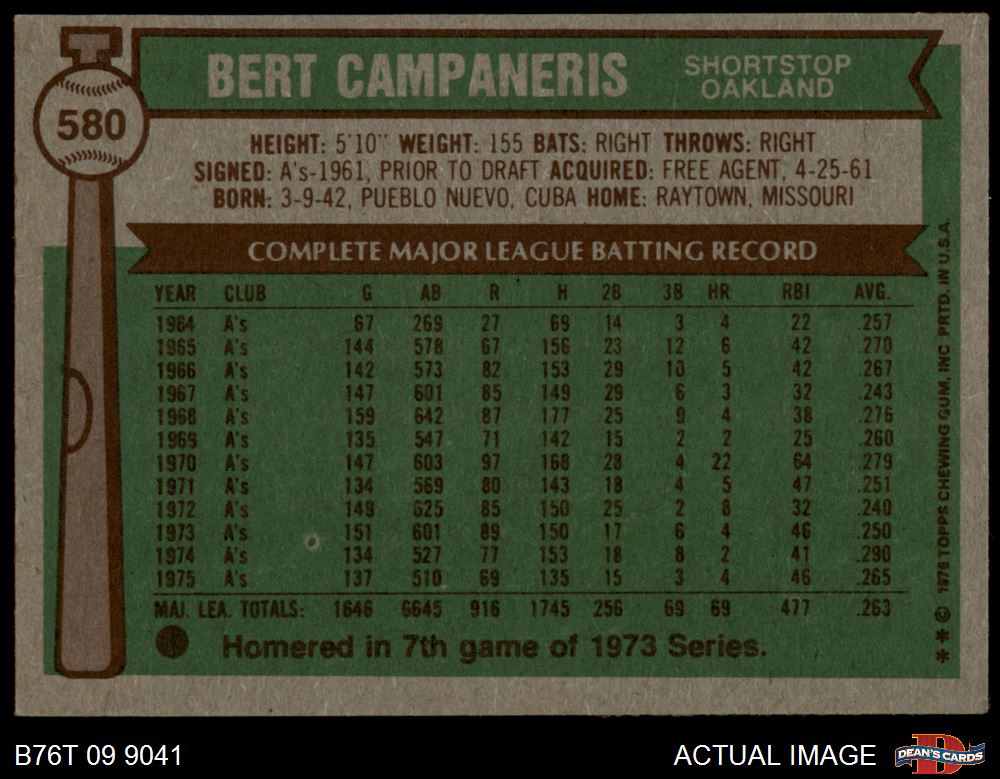 580
BERT CAMPANERIS
SHORTSTOP
OAKLAND
HEIGHT: 5'10" WEIGHT: 155 BATS: RIGHT THROWS: RIGHT
SIGNED: A's-1961, PRIOR TO DRAFT ACQUIRED: FREE AGENT, 4-25-61
BORN: 3-9-42, PUEBLO NUEVO, CUBA HOME: RAYTOWN, MISSOURI
COMPLETE MAJOR LEAGUE BATTING RECORD
YEAR CLUB G AB R H 2B 3B HR RBI AVG.
1964 A's 67 269 27 69 14 3 4 22 .257
1965 A's 144 578 67 156 23 12 6 42 .270
1966 A's 142 573 82 153 29 10 5 42 .267
1967 A's 147 601 85 149 29 6 3 32 .243
1968 A's 159 642 87 177 25 9 4 38 .276
1969 A's 135 547 71 142 15 2 2 25 .260
1970 A's 147 603 97 168 28 4 22 64 .279
1971 A's 134 569 80 143 18 4 5 47 .251
1972 A's 149 625 85 150 25 2 8 32 .240
1973 A's 151 601 89 150 17 6 4 46 .250
1974 A's 134 527 77 153 18 8 2 41 .290
1975 A's 137 510 69 135 15 3 4 46 .265
MAJ. LEA. TOTALS: 1646 6645 916 1745 256 69 69 477 .263
Homered in 7th game of 1973 Series.
** © 1976 TOPPS CHEWING GUM, INC PRTD. IN U.S.A.
B76T 09 9041
ACTUAL IMAGE
DEAN'S CARDS